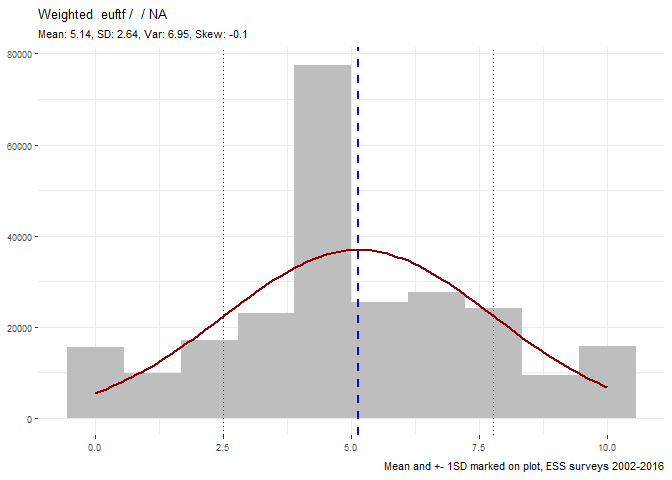 Weighted  euftf /  / NA
Mean: 5.14, SD: 2.64, Var: 6.95, Skew: -0.1
80000
60000
40000
20000
0
0.0 2.5 5.0 7.5 10.0
Mean and +- 1SD marked on plot, ESS surveys 2002-2016